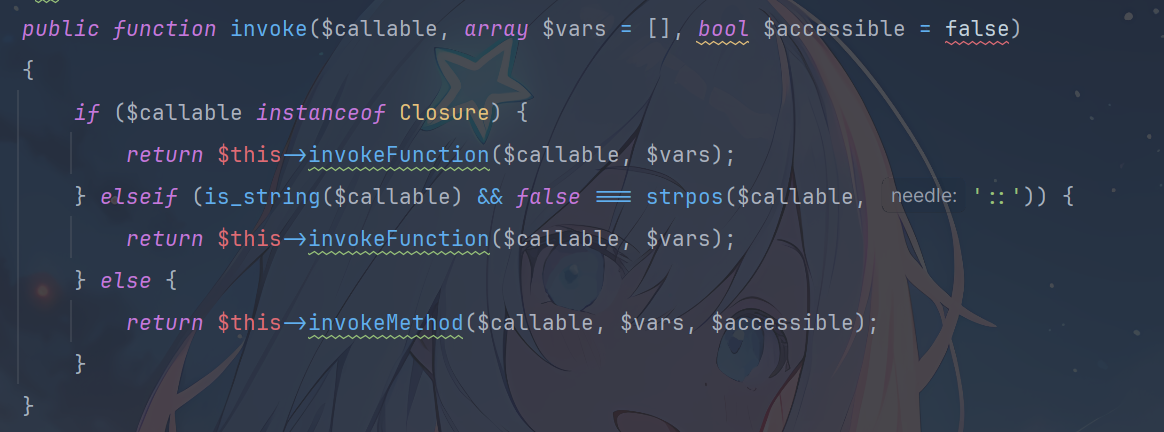 public function invoke($callable, array $vars = [], bool $accessible = false)
{
    if ($callable instanceof Closure) {
        return $this->invokeFunction($callable, $vars);
    } elseif (is_string($callable) && false === strpos($callable, needle: '::')) {
        return $this->invokeFunction($callable, $vars);
    } else {
        return $this->invokeMethod($callable, $vars, $accessible);
    }
}